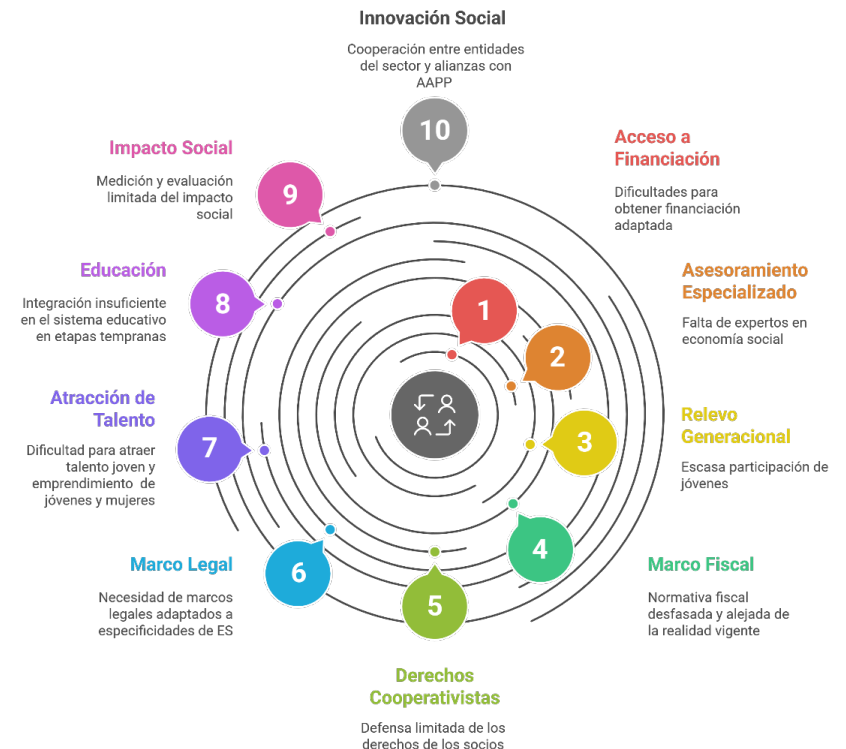 Innovación Social
Cooperación entre entidades
del sector y alianzas con
AAPP
10
Acceso a
Financiación
Dificultades para
obtener financiación
adaptada
1
Asesoramiento
Especializado
Falta de expertos en
economía social
2
Relevo
Generacional
Escasa participación de
jóvenes
3
Marco Fiscal
Normativa fiscal
desfasada y alejada de
la realidad vigente
4
Derechos
Cooperativistas
Defensa limitada de los
derechos de los socios
5
Marco Legal
Necesidad de marcos
legales adaptados a
especificidades de ES
6
Atracción de
Talento
Dificultad para atraer
talento joven y
emprendimiento de
jóvenes y mujeres
7
Educación
Integración insuficiente
en el sistema educativo
en etapas tempranas
8
Impacto Social
Medición y evaluación
limitada del impacto
social
9